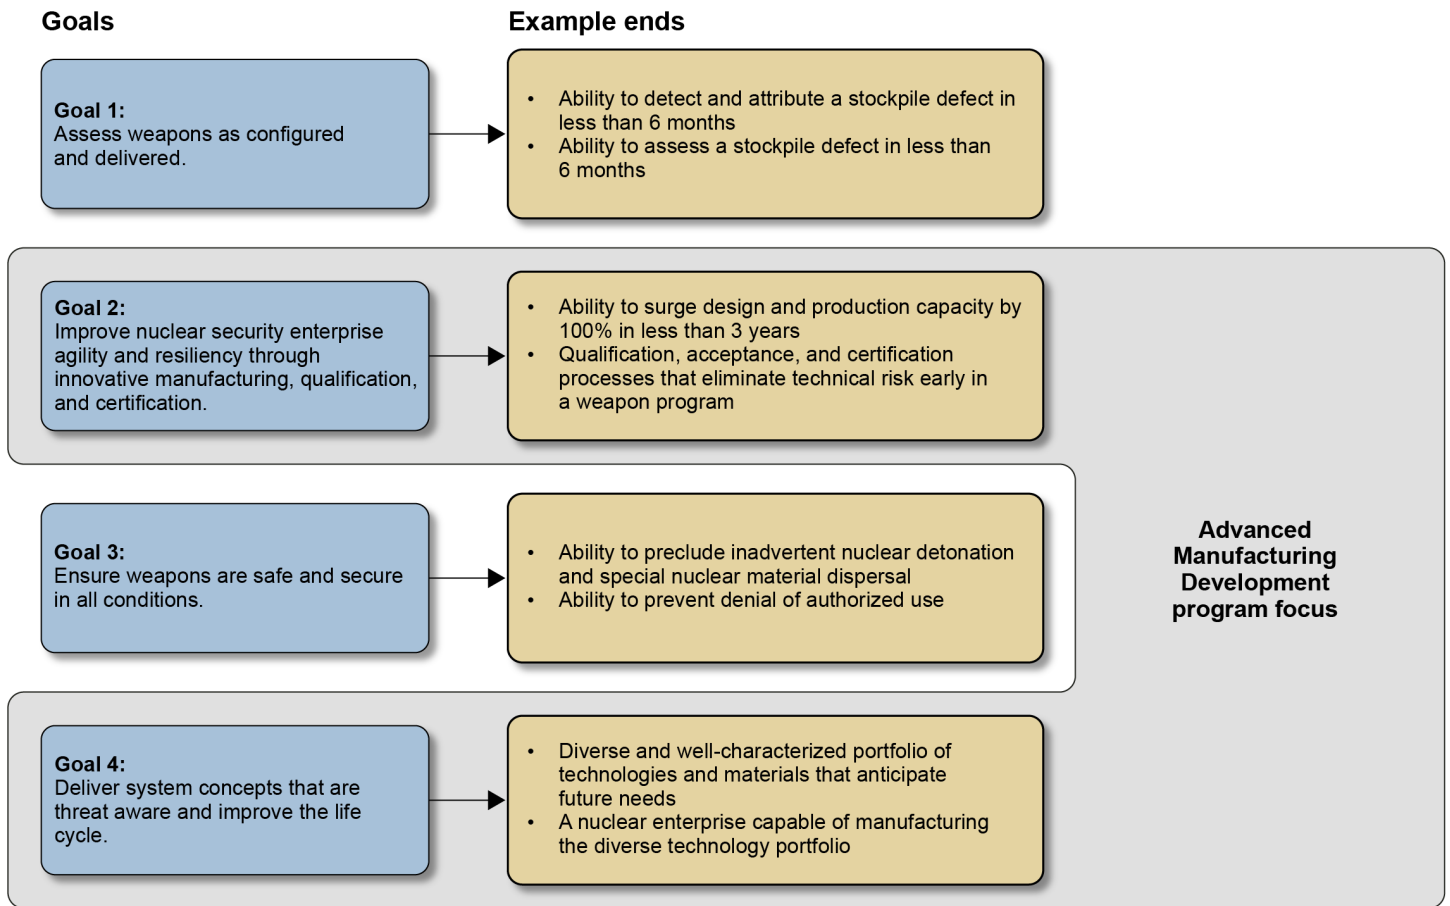 Goals
Example ends
Goal 1:
Assess weapons as configured
and delivered.
• Ability to detect and attribute a stockpile defect in
less than 6 months
• Ability to assess a stockpile defect in less than
6 months
Goal 2:
Improve nuclear security enterprise
agility and resiliency through
innovative manufacturing, qualification,
and certification.
• Ability to surge design and production capacity by
100% in less than 3 years
• Qualification, acceptance, and certification
processes that eliminate technical risk early in
a weapon program
Goal 3:
Ensure weapons are safe and secure
in all conditions.
• Ability to preclude inadvertent nuclear detonation
and special nuclear material dispersal
• Ability to prevent denial of authorized use
Advanced
Manufacturing
Development
program focus
Goal 4:
Deliver system concepts that are
threat aware and improve the life
cycle.
• Diverse and well-characterized portfolio of
technologies and materials that anticipate
future needs
• A nuclear enterprise capable of manufacturing
the diverse technology portfolio